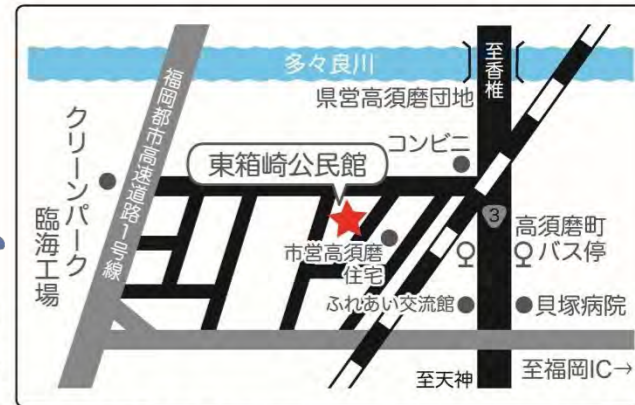 多々良川
至香椎
県営高須磨団地
福岡都市高速道路1号線
クリーンパーク
臨海工場
コンビニ
東箱崎公民館
3
高須磨町
バス停
市営高須磨
住宅
ふれあい交流館
貝塚病院
至天神
至福岡IC→